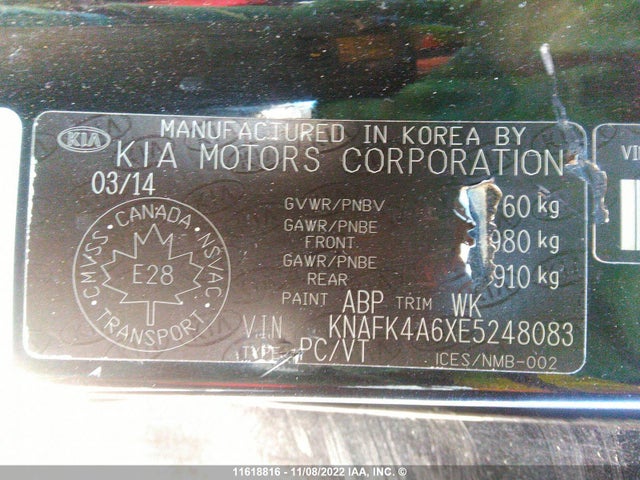 KIA
MANUFACTURED IN KOREA BY
KIA MOTORS CORPORATION
03/14
GVWR/PNBV 60 kg
GAWR/PNBE FRONT 980 kg
GAWR/PNBE REAR 910 kg
CMVSS · CANADA · NSVAC
E28
TRANSPORT
PAINT ABP TRIM WK
V.I.N KNAFK4A6XE5248083
TYPE PC/VT
ICES/NMB-002
VI
11618816 - 11/08/2022 IAA, INC. ©